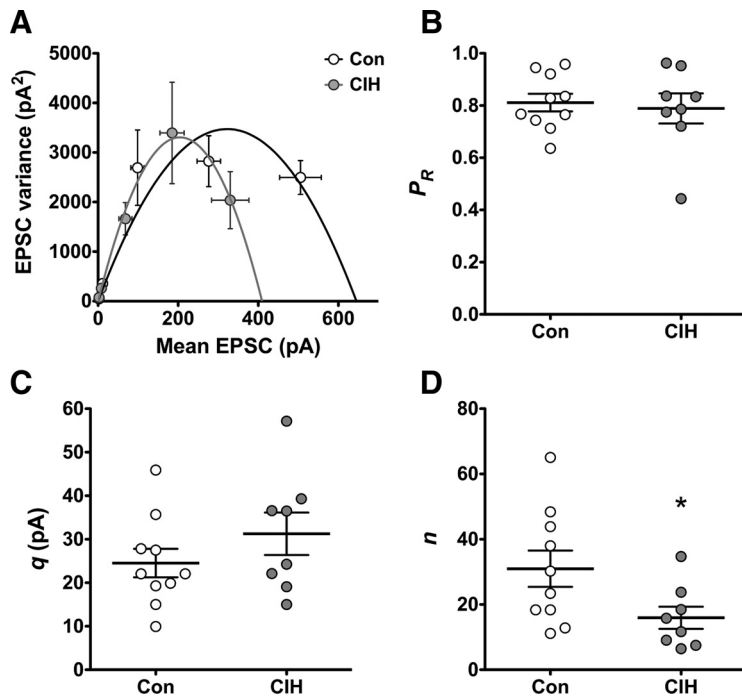 A
EPSC variance (pA²)
5000
4000
3000
2000
1000
0
0 200 400 600
Mean EPSC (pA)
Con
CIH
B
P_R
1.0
0.8
0.6
0.4
0.2
0.0
Con CIH
C
q (pA)
60
50
40
30
20
10
0
Con CIH
D
n
80
60
40
20
0
*
Con CIH